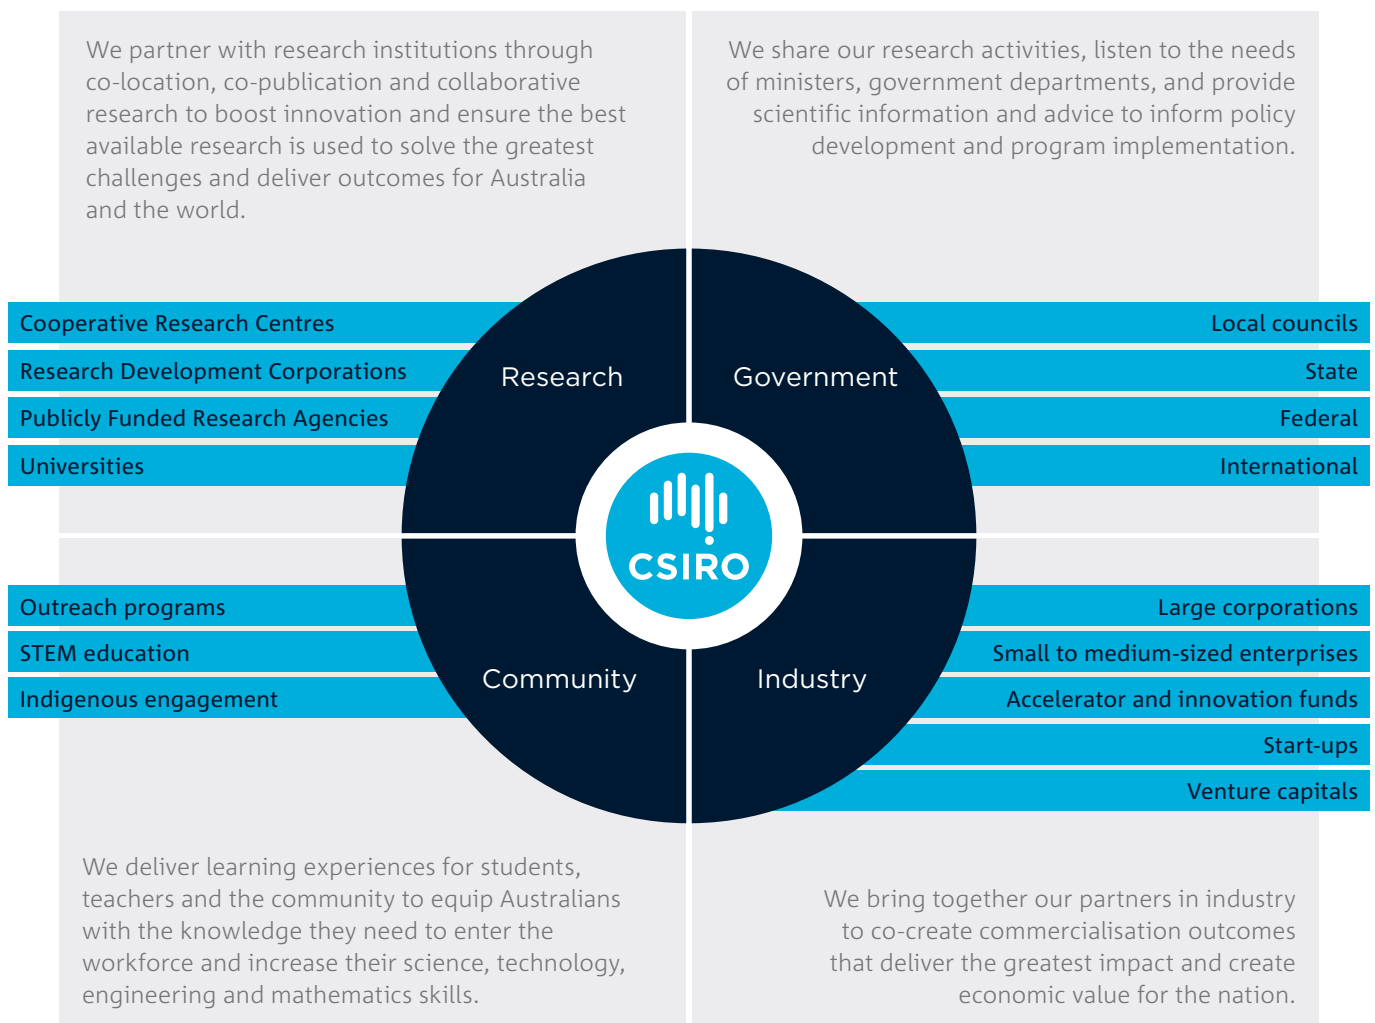 We partner with research institutions through
co-location, co-publication and collaborative
research to boost innovation and ensure the best
available research is used to solve the greatest
challenges and deliver outcomes for Australia
and the world.
We share our research activities, listen to the needs
of ministers, government departments, and provide
scientific information and advice to inform policy
development and program implementation.
Cooperative Research Centres
Research Development Corporations
Publicly Funded Research Agencies
Universities
Research
Government
Local councils
State
Federal
International
CSIRO
Outreach programs
STEM education
Indigenous engagement
Community
Industry
Large corporations
Small to medium-sized enterprises
Accelerator and innovation funds
Start-ups
Venture capitals
We deliver learning experiences for students,
teachers and the community to equip Australians
with the knowledge they need to enter the
workforce and increase their science, technology,
engineering and mathematics skills.
We bring together our partners in industry
to co-create commercialisation outcomes
that deliver the greatest impact and create
economic value for the nation.